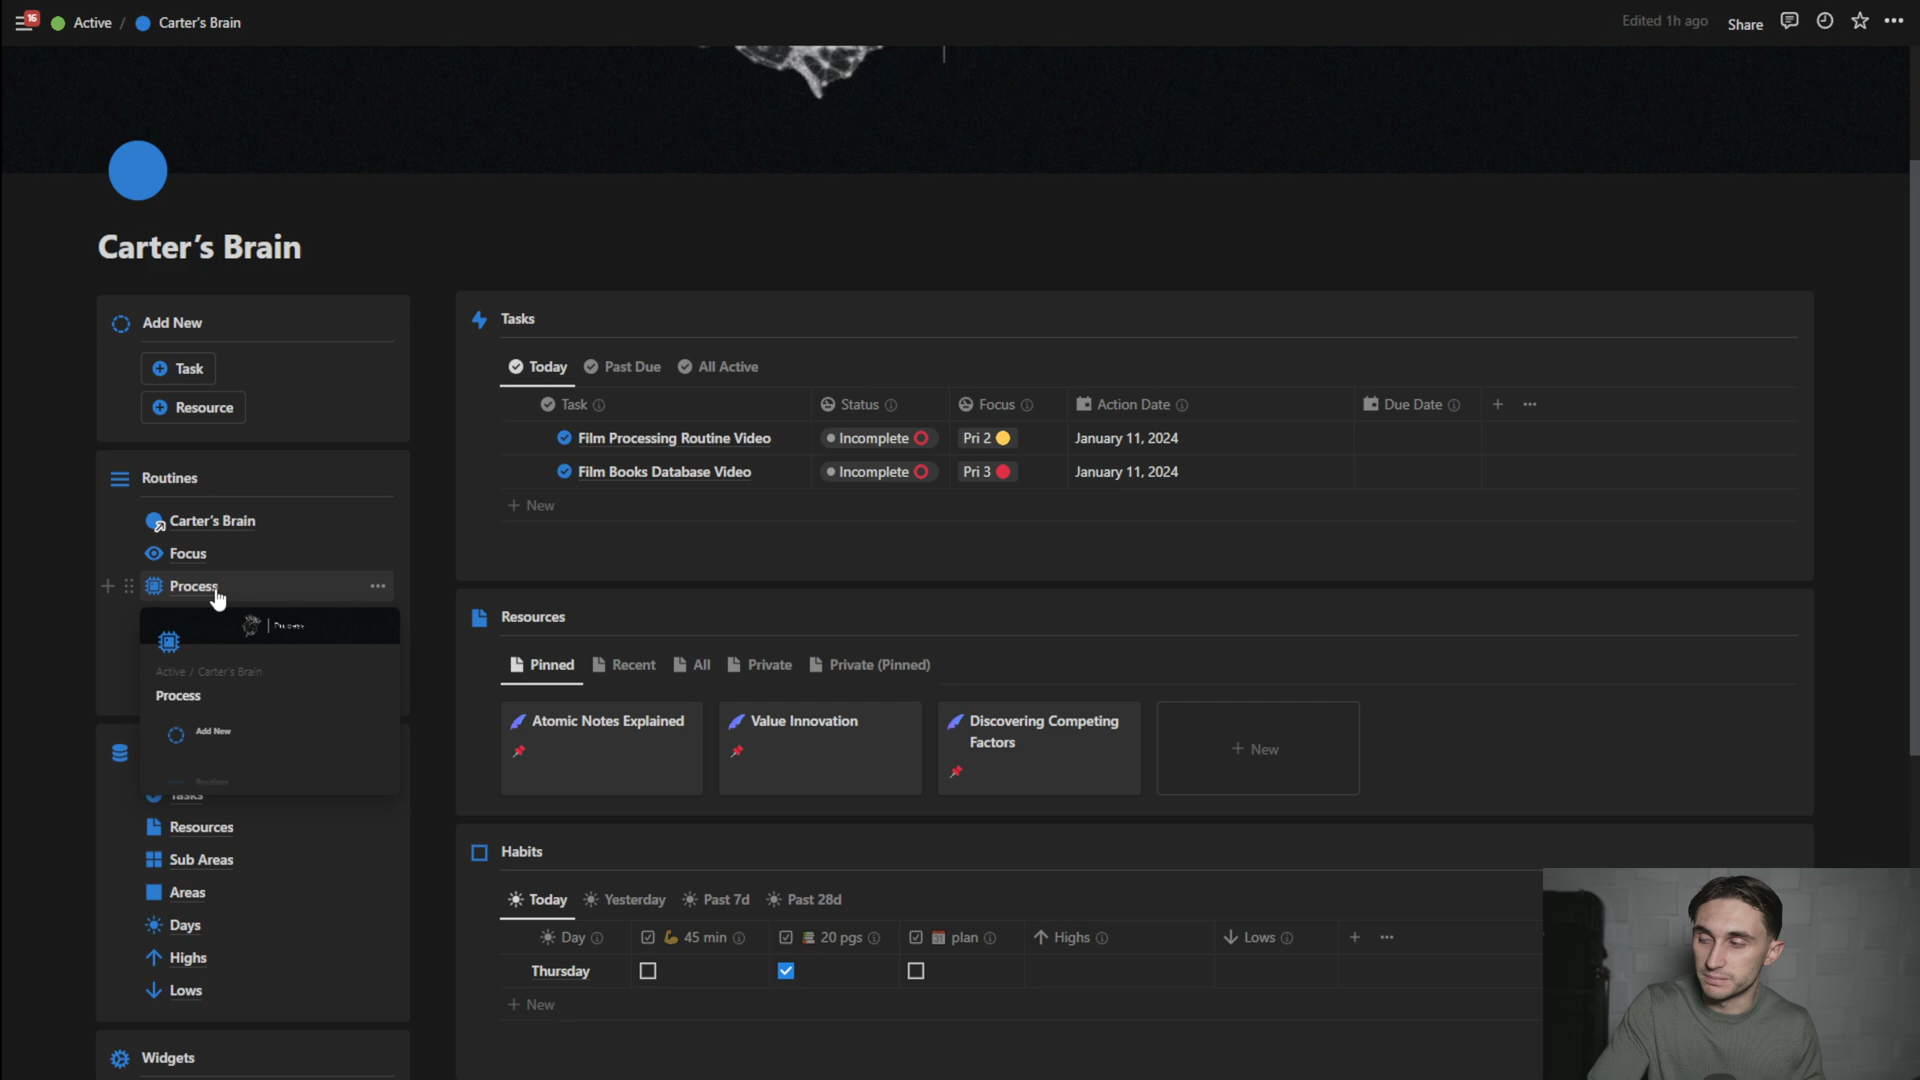 16
Active / Carter's Brain
Edited 1h ago
Share
Carter's Brain
Add New
Task
Resource
Routines
Carter's Brain
Focus
Process
Process
Active / Carter's Brain
Process
Add New
Routines
Tasks
Resources
Sub Areas
Areas
Days
Highs
Lows
Widgets
Tasks
Today Past Due All Active
Task Status Focus Action Date Due Date
Film Processing Routine Video Incomplete Pri 2 January 11, 2024
Film Books Database Video Incomplete Pri 3 January 11, 2024
+ New
Resources
Pinned Recent All Private Private (Pinned)
Atomic Notes Explained
Value Innovation
Discovering Competing
Factors
+ New
Habits
Today Yesterday Past 7d Past 28d
Day 45 min 20 pgs plan Highs Lows
Thursday
+ New